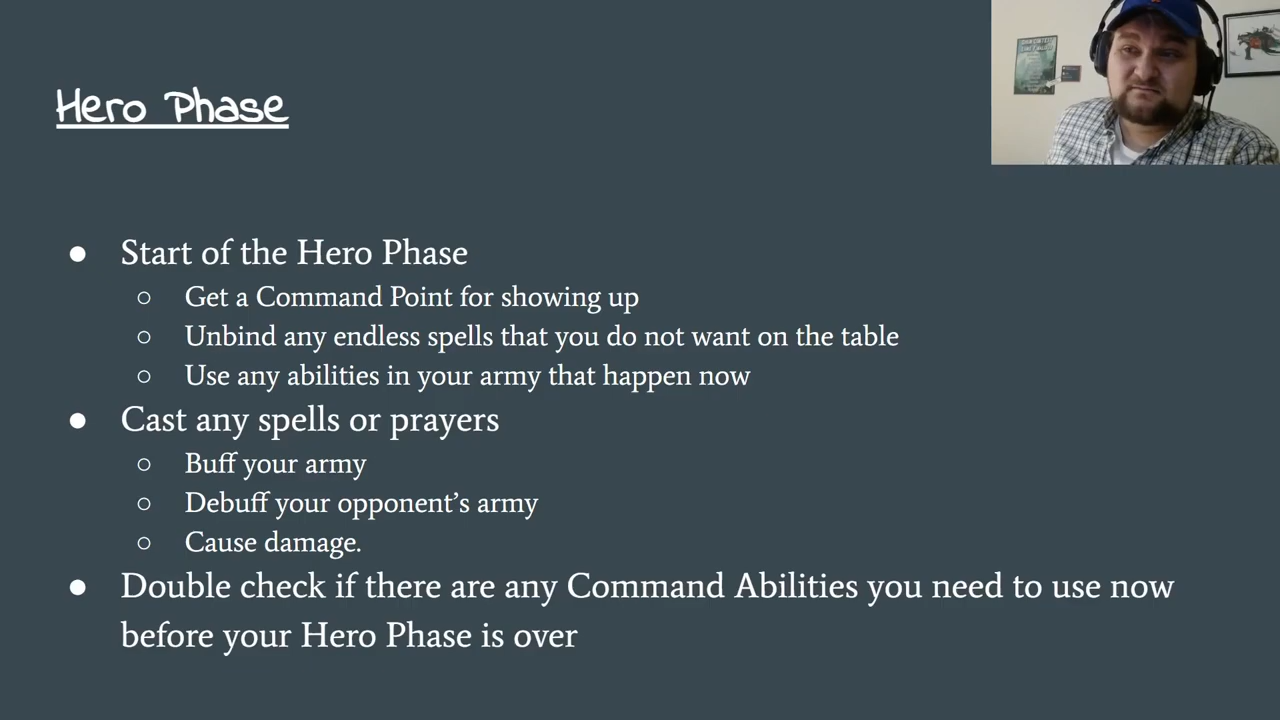 Hero Phase
● Start of the Hero Phase
○ Get a Command Point for showing up
○ Unbind any endless spells that you do not want on the table
○ Use any abilities in your army that happen now
● Cast any spells or prayers
○ Buff your army
○ Debuff your opponent’s army
○ Cause damage.
● Double check if there are any Command Abilities you need to use now
before your Hero Phase is over